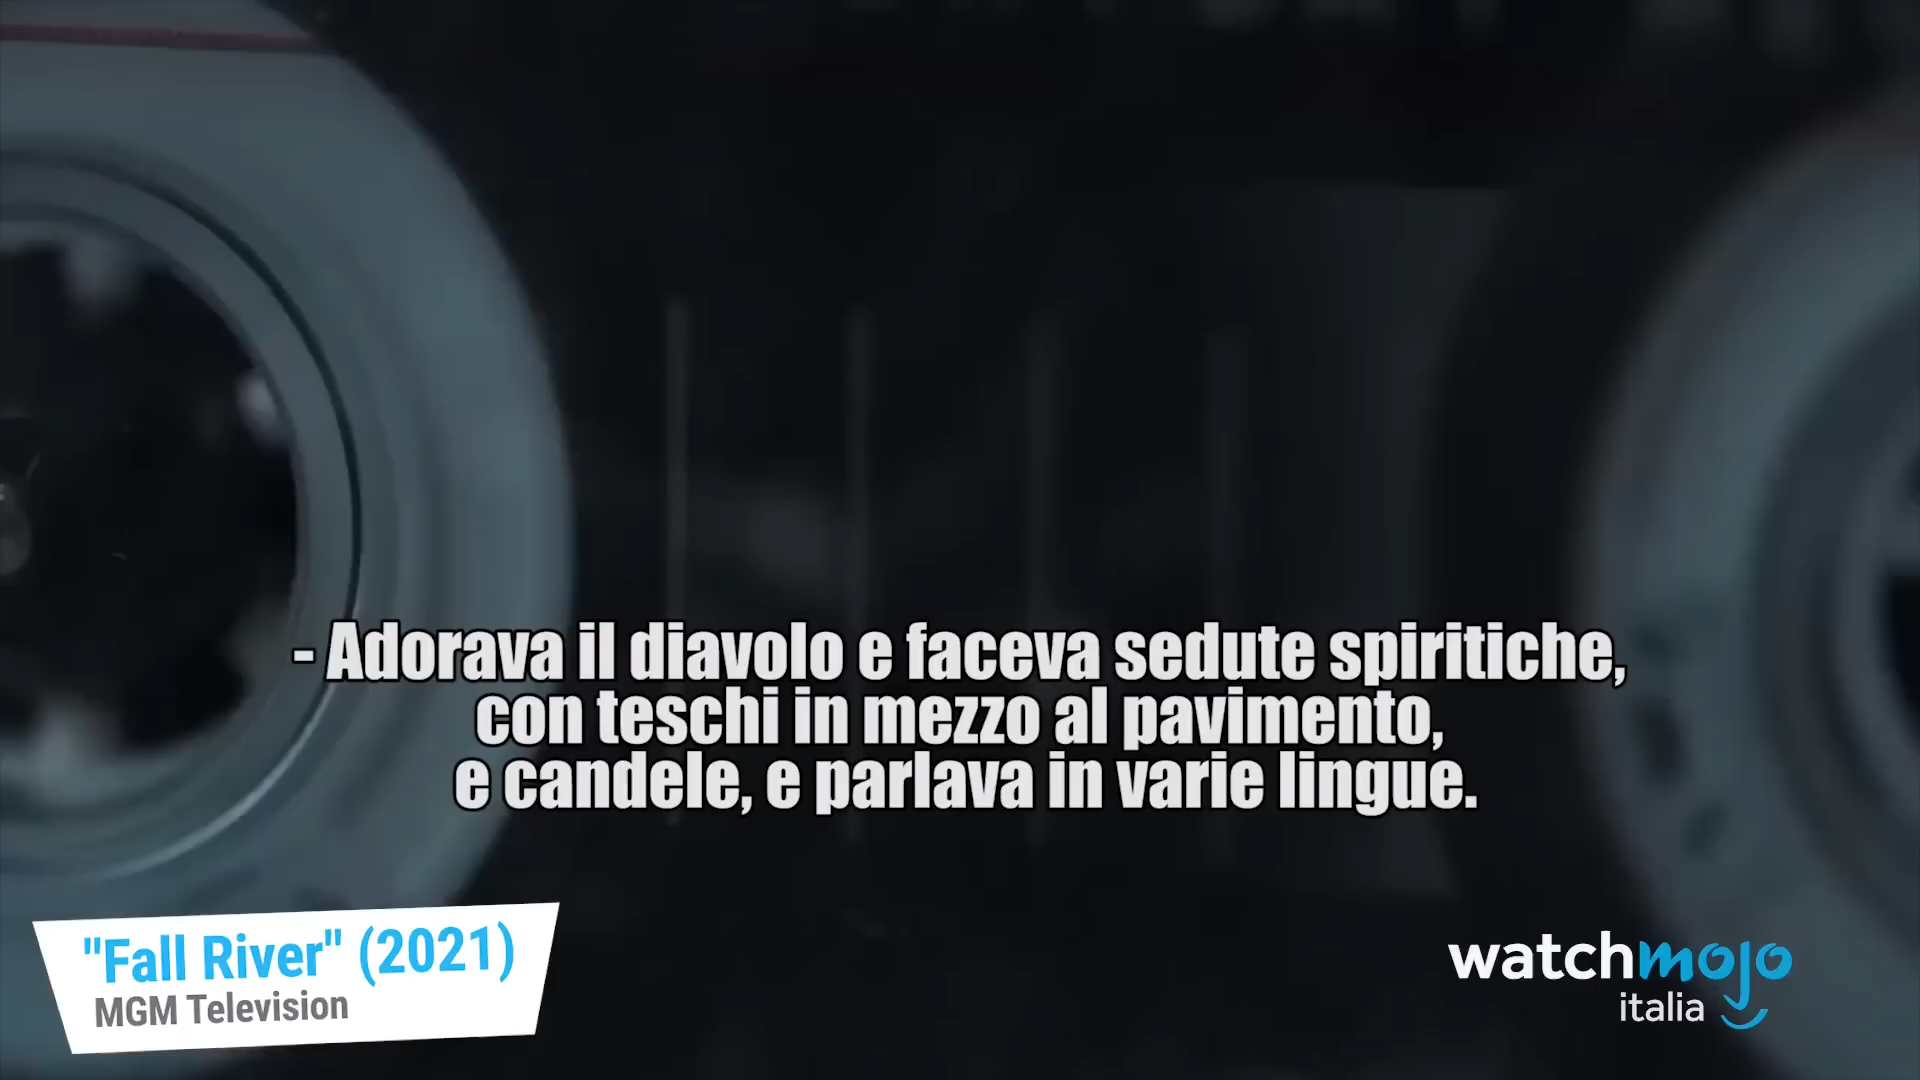 - Adorava il diavolo e faceva sedute spiritiche,
con teschi in mezzo al pavimento,
e candele, e parlava in varie lingue.
"Fall River" (2021)
MGM Television
watchmojo
italia